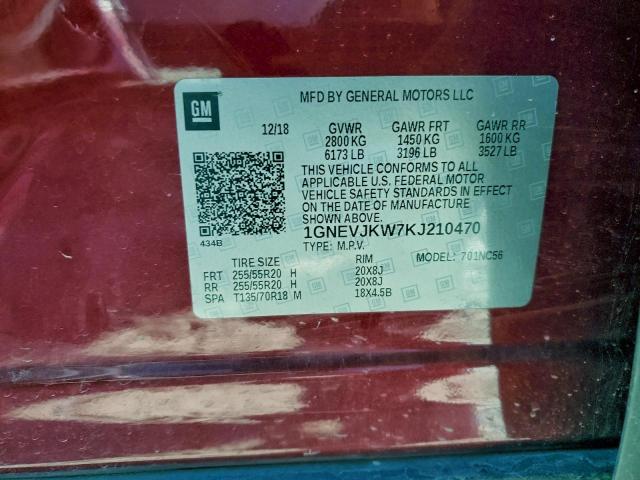 GM
MFD BY GENERAL MOTORS LLC
12/18 GVWR GAWR FRT GAWR RR
2800 KG 1450 KG 1600 KG
6173 LB 3196 LB 3527 LB
THIS VEHICLE CONFORMS TO ALL
APPLICABLE U.S. FEDERAL MOTOR
VEHICLE SAFETY STANDARDS IN EFFECT
ON THE DATE OF MANUFACTURE
SHOWN ABOVE.
434B
1GNEVJKW7KJ210470
TYPE: M.P.V. MODEL: 701NC56
TIRE SIZE RIM
FRT 255/55R20 H 20X8J
RR 255/55R20 H 20X8J
SPA T135/70R18 M 18X4.5B